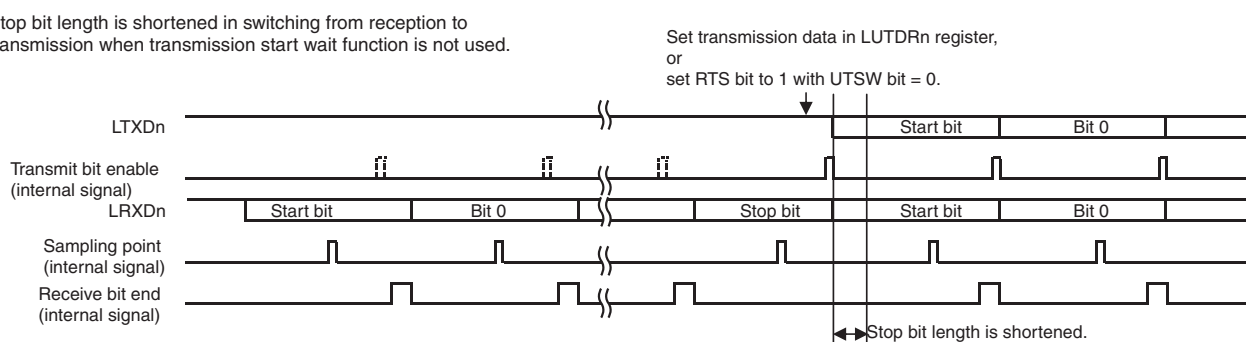 top bit length is shortened in switching from reception to
ransmission when transmission start wait function is not used.
Set transmission data in LUTDRn register,
or
set RTS bit to 1 with UTSW bit = 0.
LTXDn
Start bit
Bit 0
Transmit bit enable
(internal signal)
LRXDn
Start bit
Bit 0
Stop bit
Start bit
Bit 0
Sampling point
(internal signal)
Receive bit end
(internal signal)
Stop bit length is shortened.